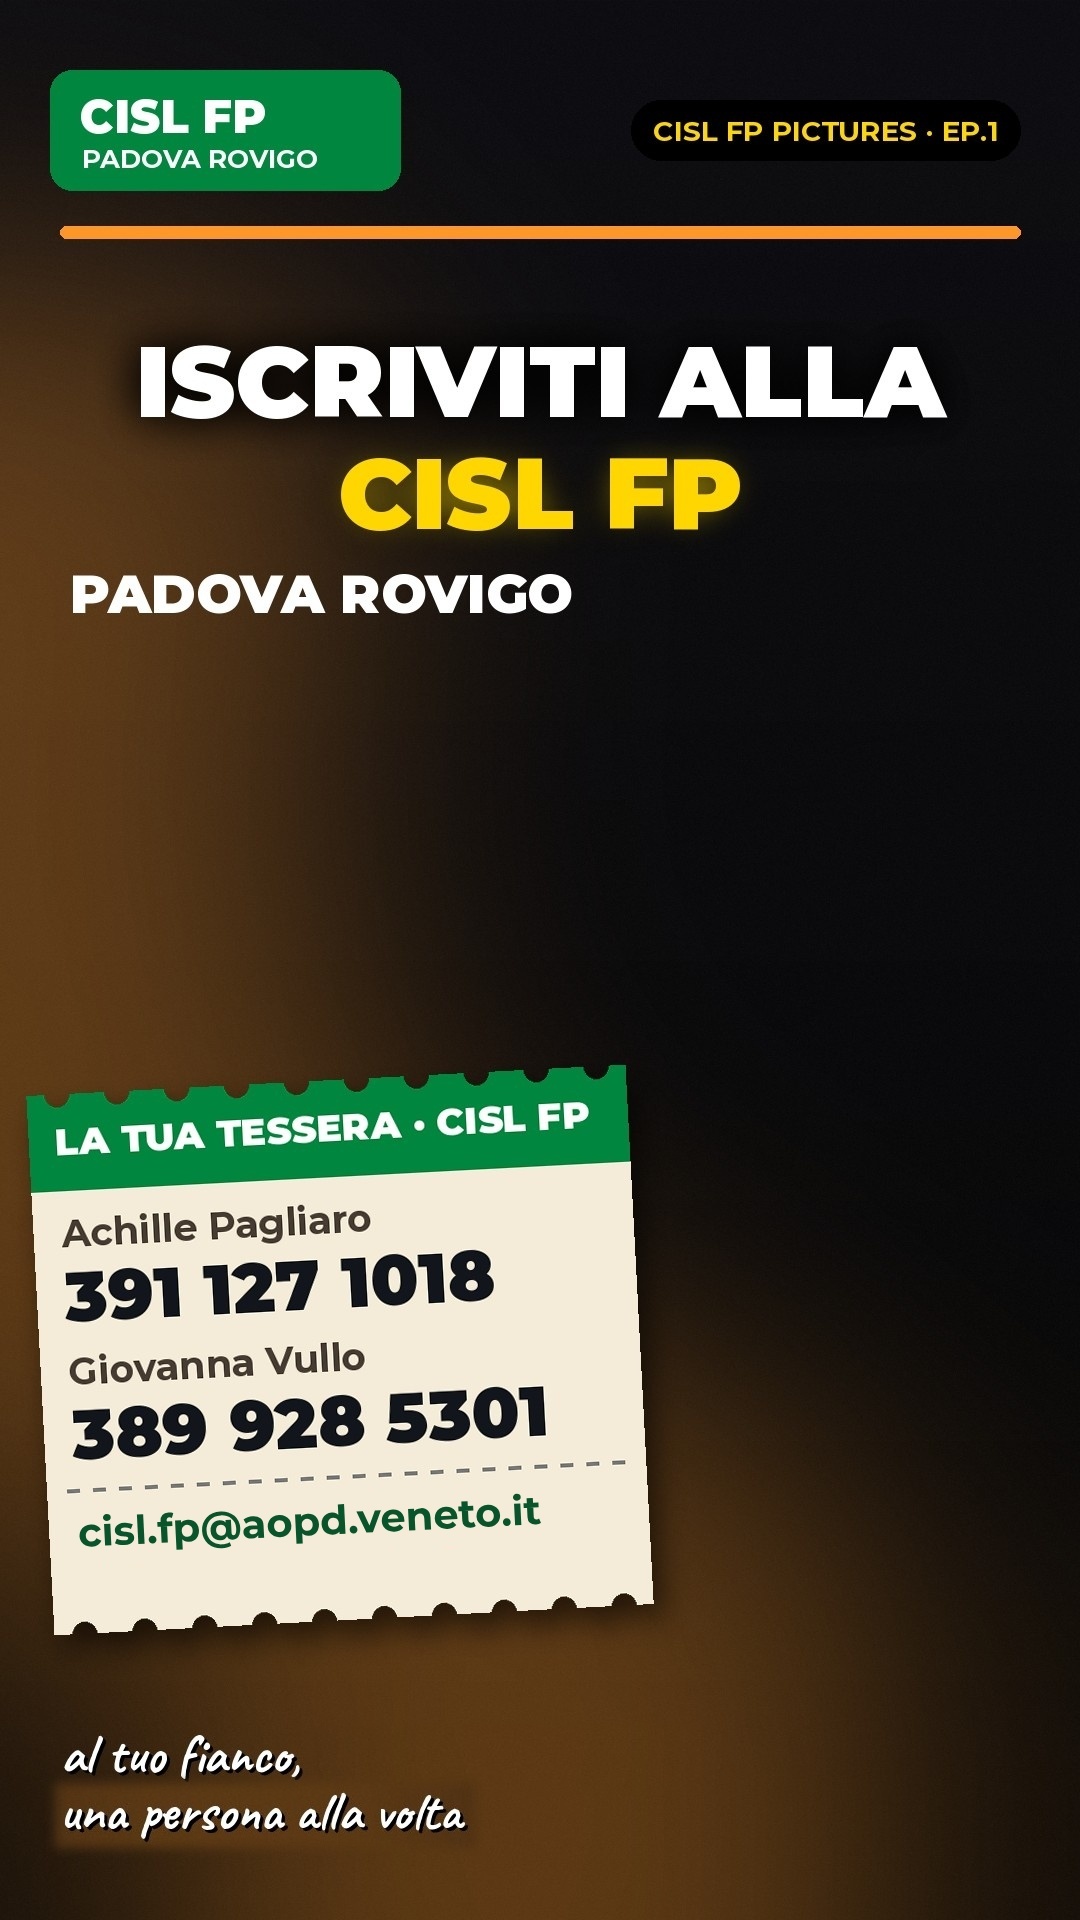 CISL FP
PADOVA ROVIGO
CISL FP PICTURES · EP.1
ISCRIVITI ALLA
CISL FP
PADOVA ROVIGO
LA TUA TESSERA · CISL FP
Achille Pagliaro
391 127 1018
Giovanna Vullo
389 928 5301
cisl.fp@aopd.veneto.it
al tuo fianco,
una persona alla volta